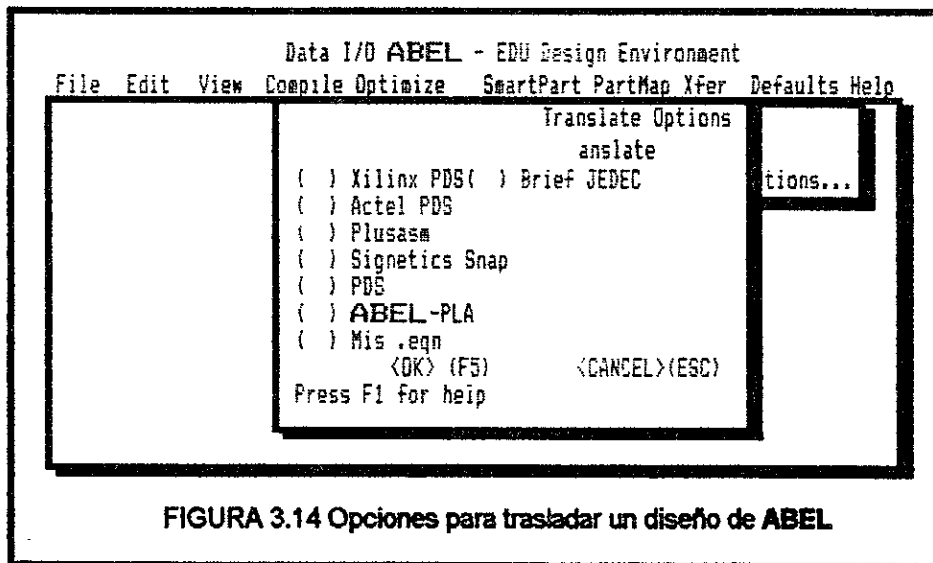 Data I/O ABEL - EDU Design Environment
File Edit View Compile Optimize SmartPart PartMap Xfer Defaults Help
Translate Options
anslate
( ) Xilinx PDS( ) Brief JEDEC tions...
( ) Actel PDS
( ) Plusasm
( ) Signetics Snap
( ) PDS
( ) ABEL-PLA
( ) Mis .eqn
<OK> (F5) <CANCEL>(ESC)
Press F1 for help
FIGURA 3.14 Opciones para trasladar un diseño de ABEL